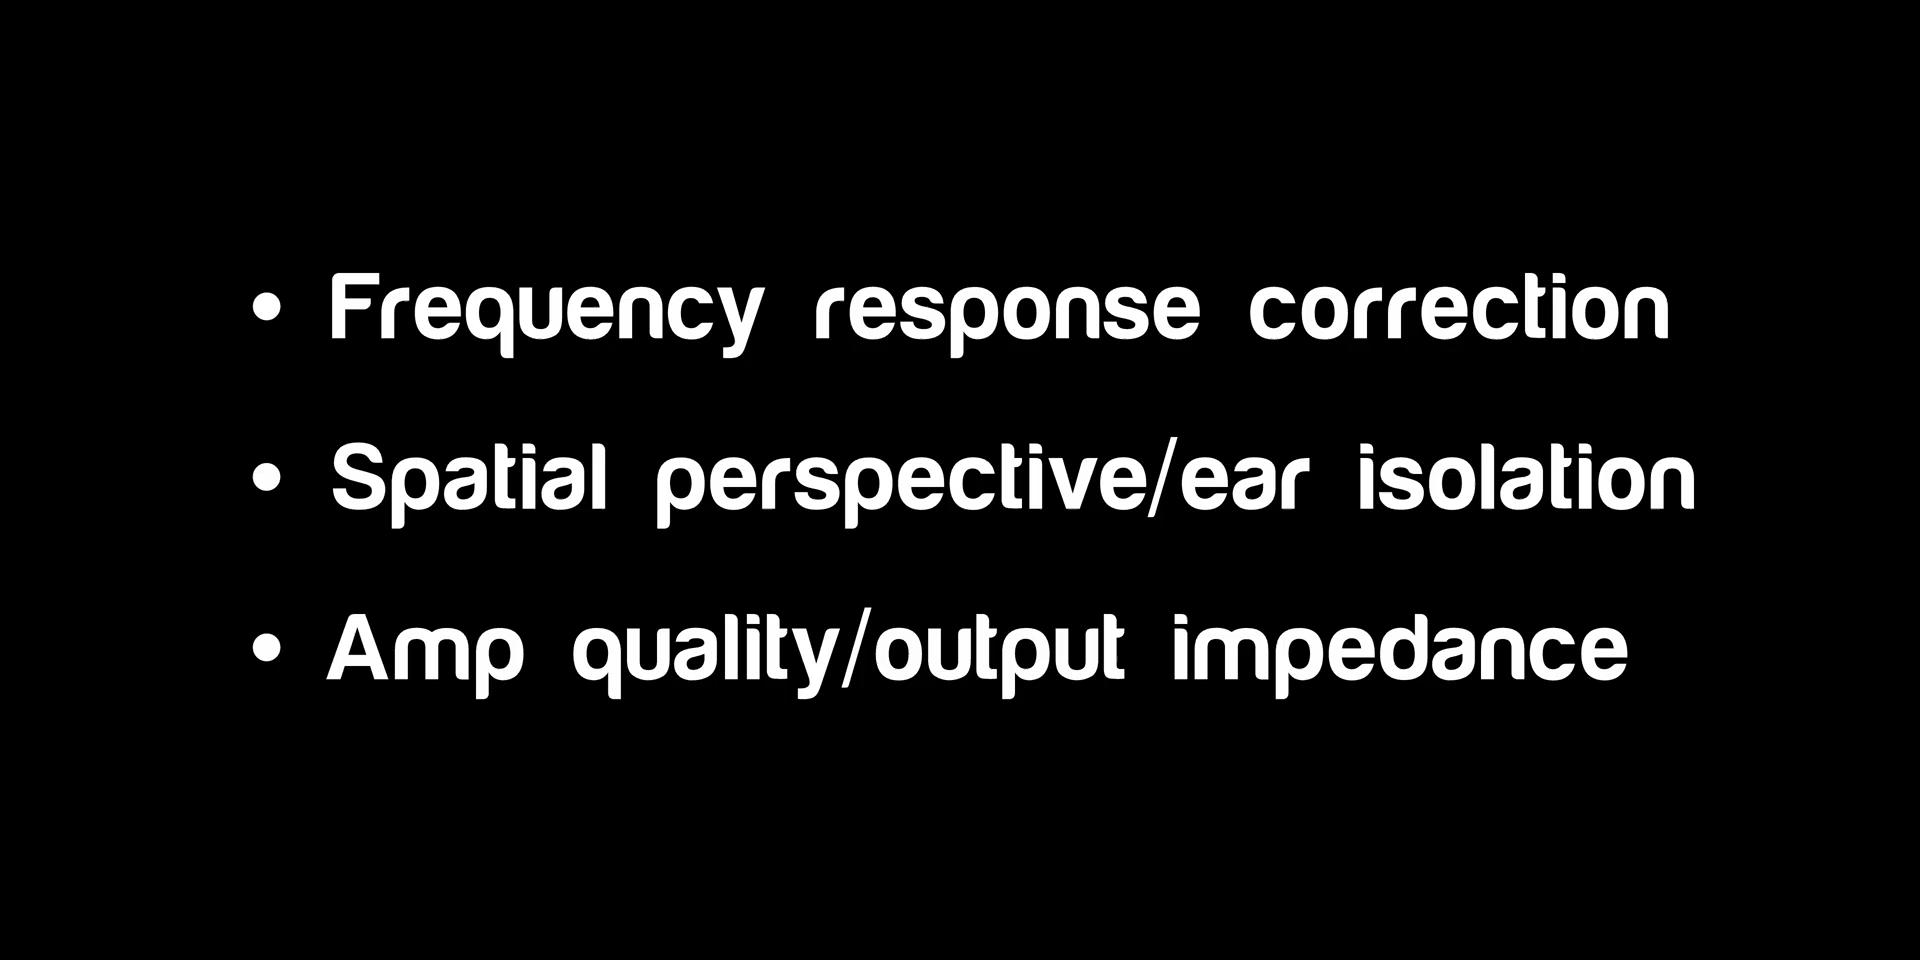 • Frequency response correction
• Spatial perspective/ear isolation
• Amp quality/output impedance